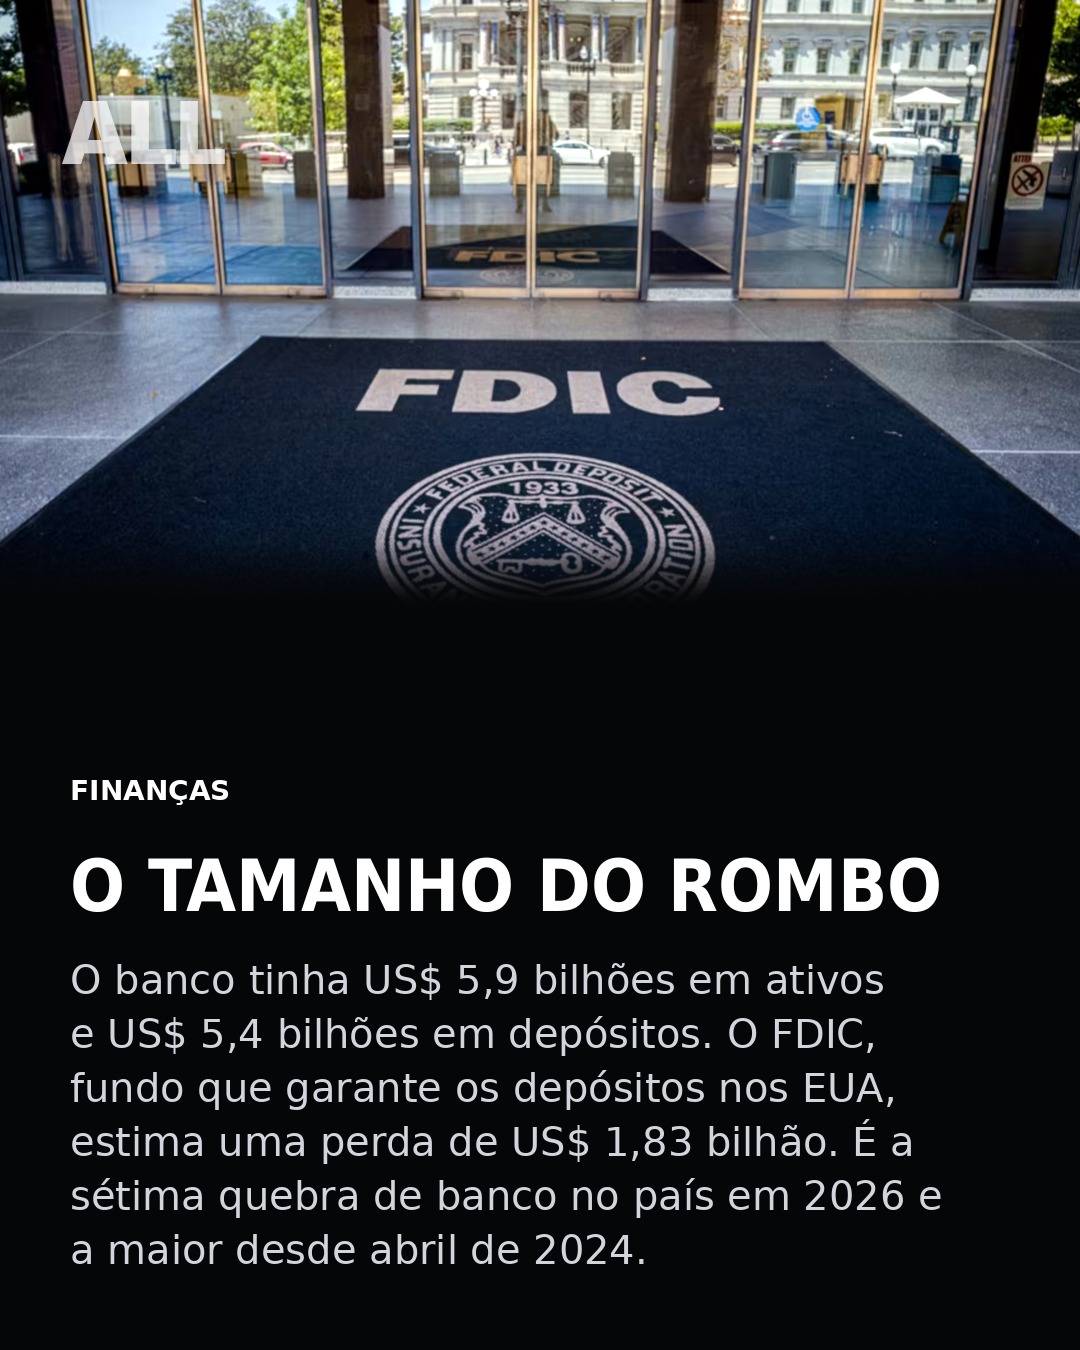 ALL
ATTE
FDIC
FDIC
FEDERAL DEPOSIT
1933
FINANÇAS
O TAMANHO DO ROMBO
O banco tinha US$ 5,9 bilhões em ativos
e US$ 5,4 bilhões em depósitos. O FDIC,
fundo que garante os depósitos nos EUA,
estima uma perda de US$ 1,83 bilhão. É a
sétima quebra de banco no país em 2026 e
a maior desde abril de 2024.